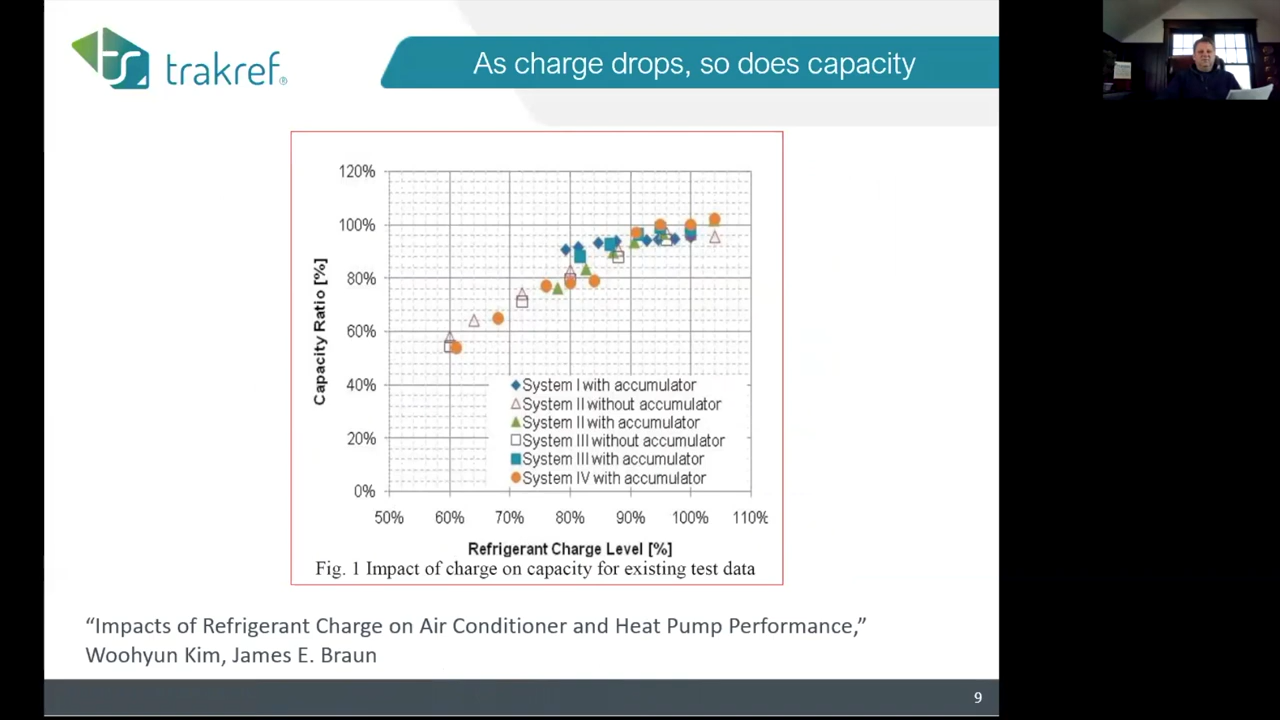 trakref®
As charge drops, so does capacity
120%
100%
80%
60%
40%
20%
0%
Capacity Ratio [%]
System I with accumulator
System II without accumulator
System II with accumulator
System III without accumulator
System III with accumulator
System IV with accumulator
50% 60% 70% 80% 90% 100% 110%
Refrigerant Charge Level [%]
Fig. 1 Impact of charge on capacity for existing test data
“Impacts of Refrigerant Charge on Air Conditioner and Heat Pump Performance,”
Woohyun Kim, James E. Braun
9